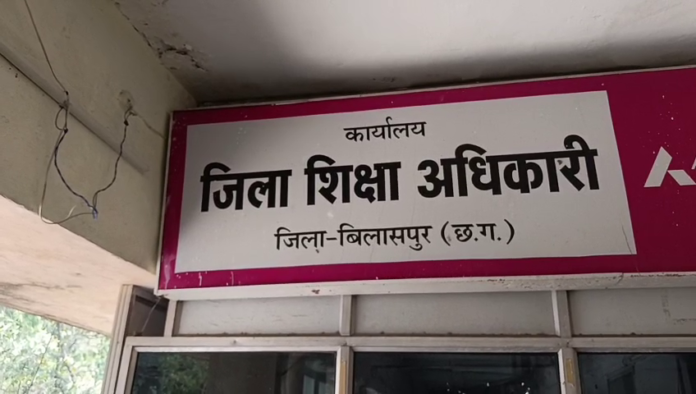 कार्यालय
जिला शिक्षा अधिकारी
जिला-बिलासपुर (छ.ग.)